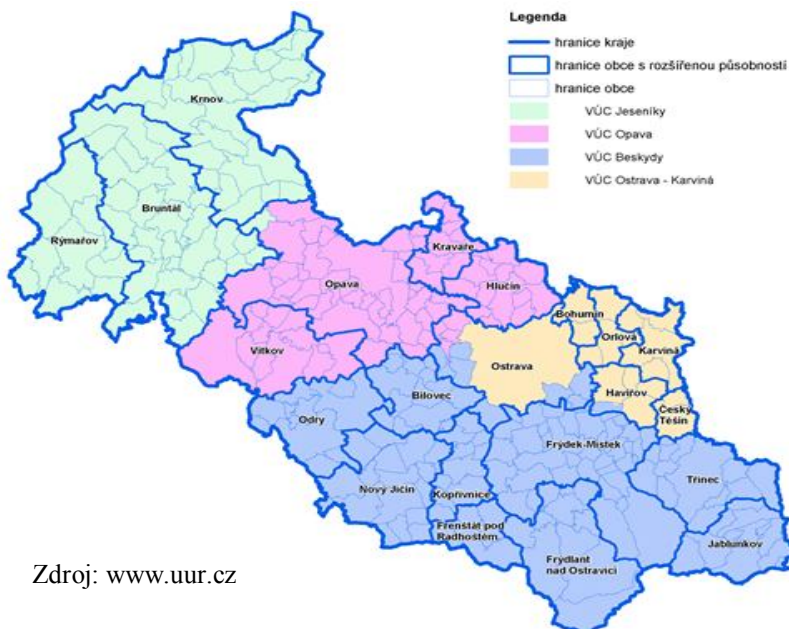 Legenda
hranice kraje
hranice obce s rozšířenou působností
hranice obce
VÚC Jeseníky
VÚC Opava
VÚC Beskydy
VÚC Ostrava - Karviná
Krnov
Bruntál
Rýmařov
Kravaře
Opava
Hlučín
Bohumín
Orlová
Karviná
Vítkov
Ostrava
Havířov
Český
Těšín
Bílovec
Odry
Frýdek-Místek
Třinec
Nový Jičín
Kopřivnice
Frenštát pod
Radhoštěm
Jablunkov
Frýdlant
nad Ostravicí
Zdroj: www.uur.cz